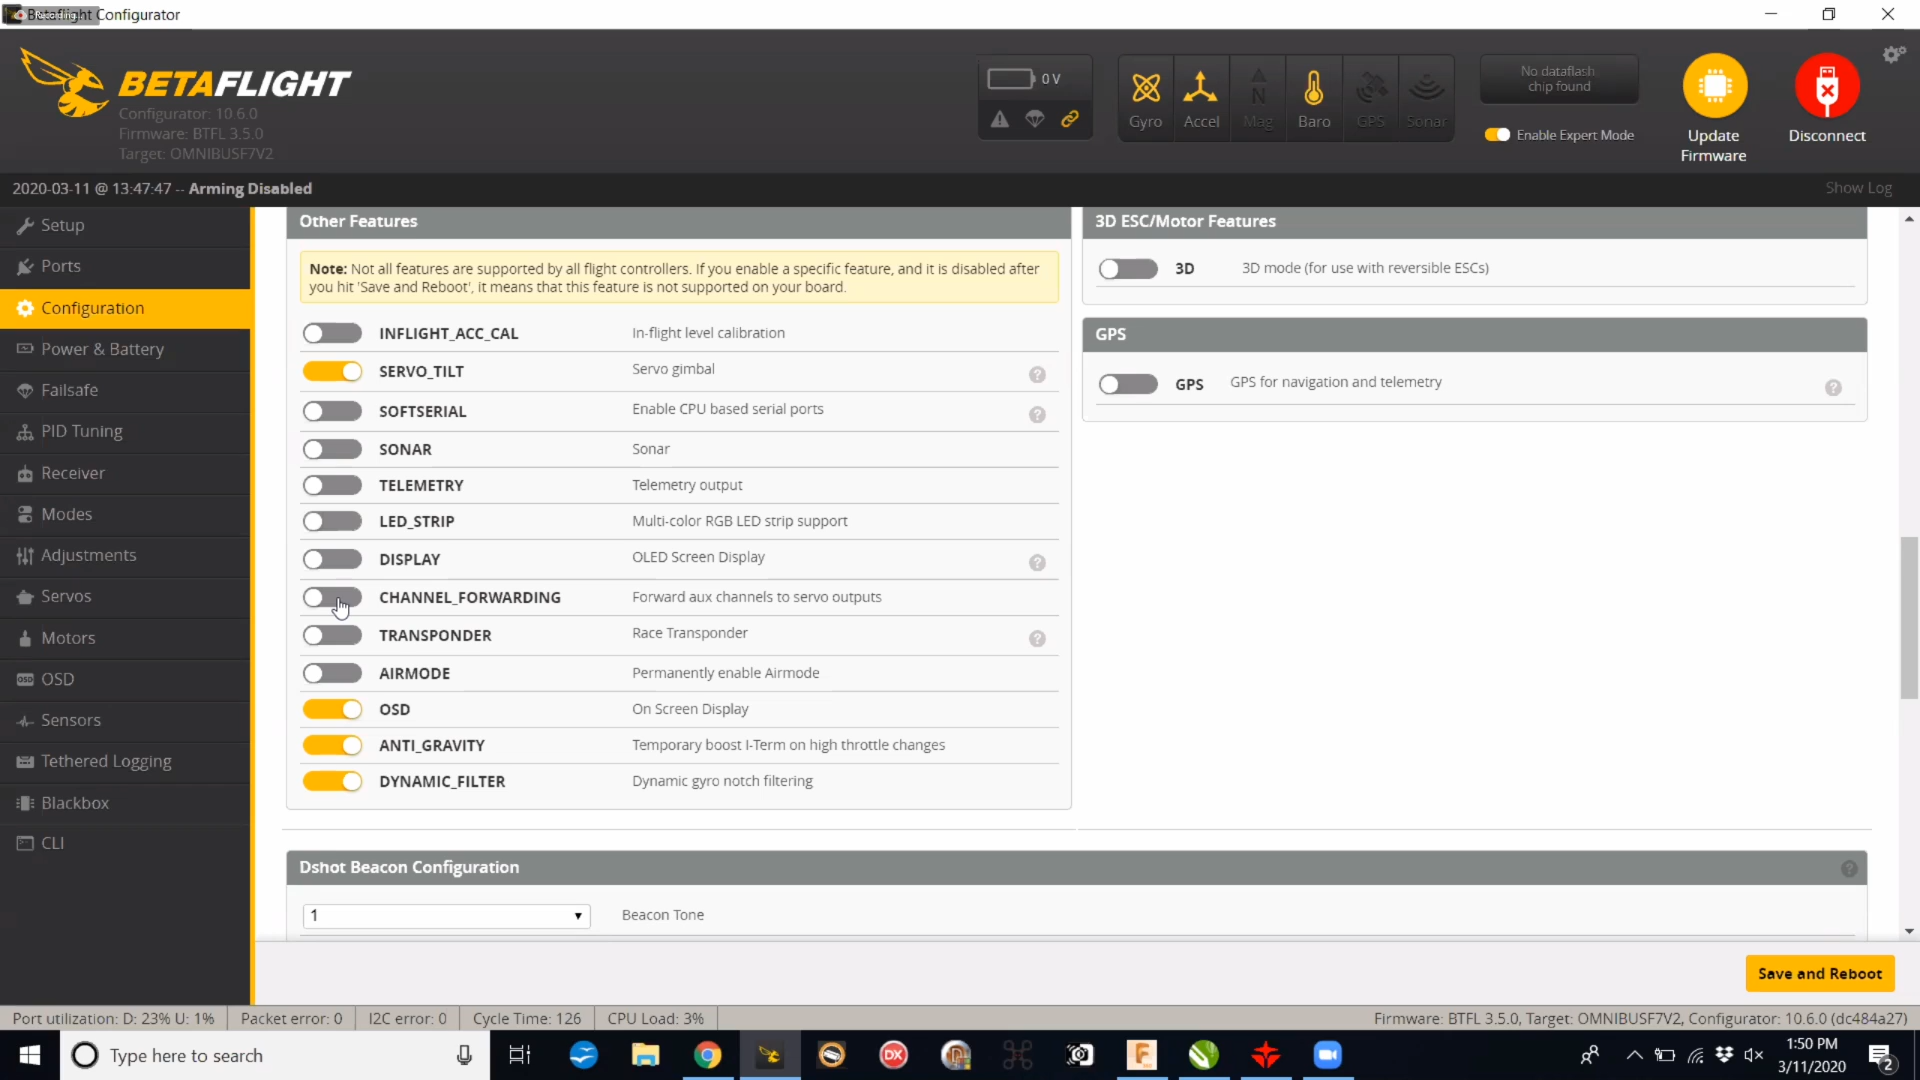 Betaflight Configurator
Recording...
BETAFLIGHT
Configurator: 10.6.0
Firmware: BTFL 3.5.0
Target: OMNIBUSF7V2
0 V
Gyro
Accel
Mag
Baro
GPS
Sonar
No dataflash
chip found
Enable Expert Mode
Update
Firmware
Disconnect
2020-03-11 @ 13:47:47 -- Arming Disabled
Show Log
Setup
Ports
Configuration
Power & Battery
Failsafe
PID Tuning
Receiver
Modes
Adjustments
Servos
Motors
OSD
Sensors
Tethered Logging
Blackbox
CLI
Other Features
Note: Not all features are supported by all flight controllers. If you enable a specific feature, and it is disabled after
you hit 'Save and Reboot', it means that this feature is not supported on your board.
INFLIGHT_ACC_CAL In-flight level calibration
SERVO_TILT Servo gimbal ?
SOFTSERIAL Enable CPU based serial ports ?
SONAR Sonar
TELEMETRY Telemetry output
LED_STRIP Multi-color RGB LED strip support
DISPLAY OLED Screen Display ?
CHANNEL_FORWARDING Forward aux channels to servo outputs
TRANSPONDER Race Transponder ?
AIRMODE Permanently enable Airmode
OSD On Screen Display
ANTI_GRAVITY Temporary boost I-Term on high throttle changes
DYNAMIC_FILTER Dynamic gyro notch filtering
3D ESC/Motor Features
3D 3D mode (for use with reversible ESCs)
GPS
GPS GPS for navigation and telemetry ?
Dshot Beacon Configuration ?
1 Beacon Tone
Save and Reboot
Port utilization: D: 23% U: 1% Packet error: 0 I2C error: 0 Cycle Time: 126 CPU Load: 3%
Firmware: BTFL 3.5.0, Target: OMNIBUSF7V2, Configurator: 10.6.0 (dc484a27)
Type here to search
DX
1:50 PM
3/11/2020
2